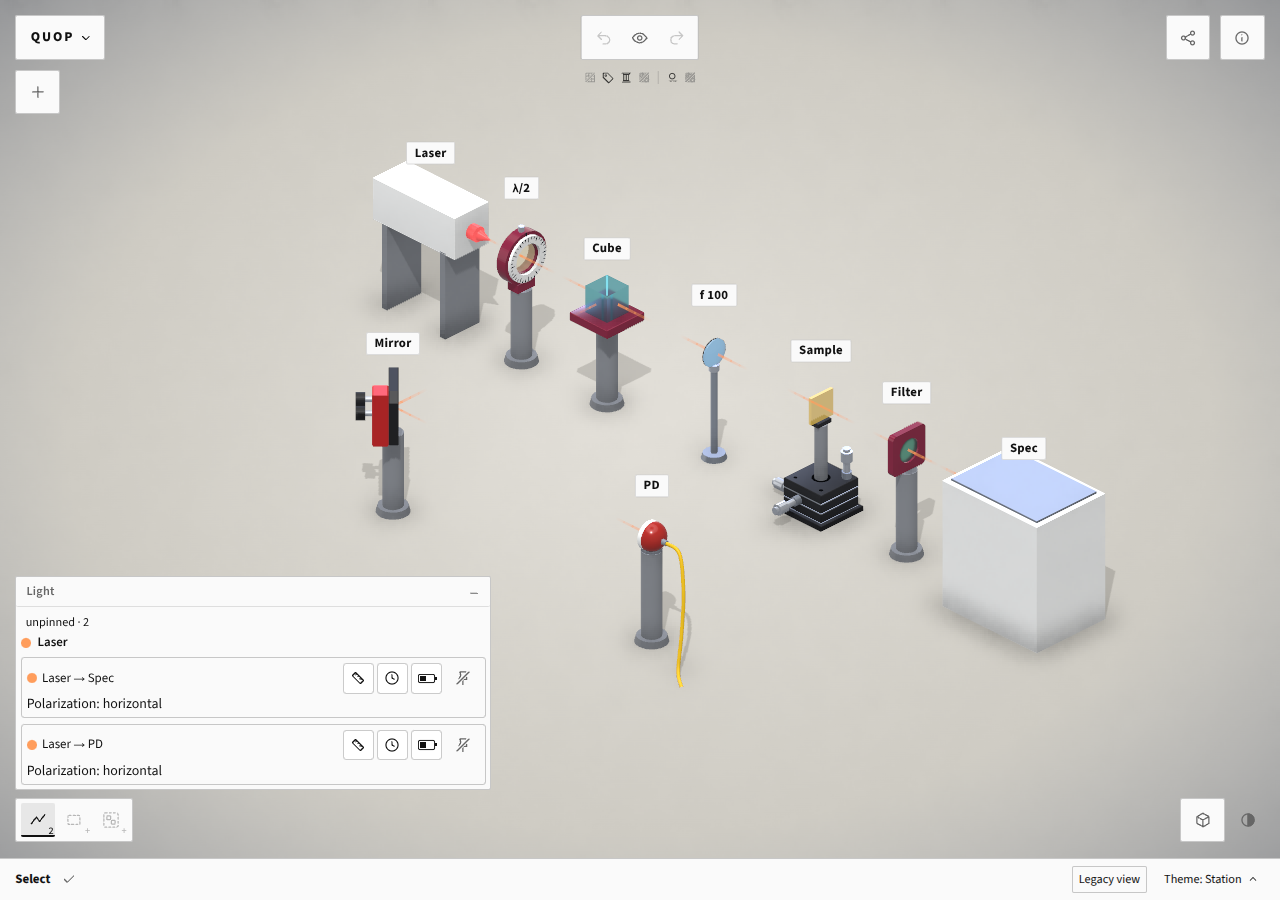 QUOP
Laser
λ/2
Cube
f 100
Mirror
Sample
Filter
Spec
PD
Light
unpinned · 2
Laser
Laser → Spec
Polarization: horizontal
Laser → PD
Polarization: horizontal
2
Select
Legacy view
Theme: Station